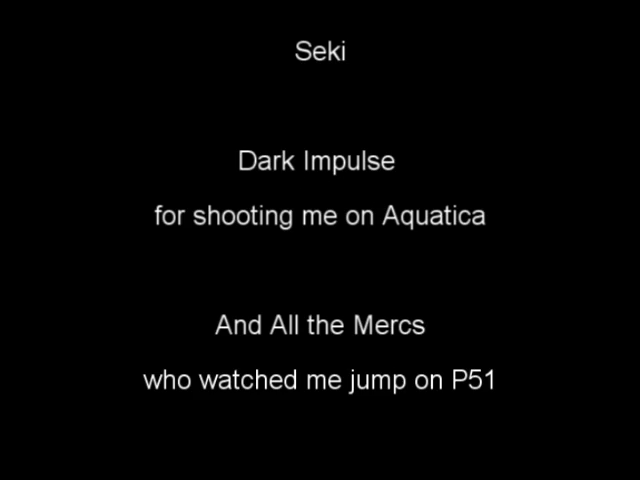 Seki
Dark Impulse
for shooting me on Aquatica
And All the Mercs
who watched me jump on P51